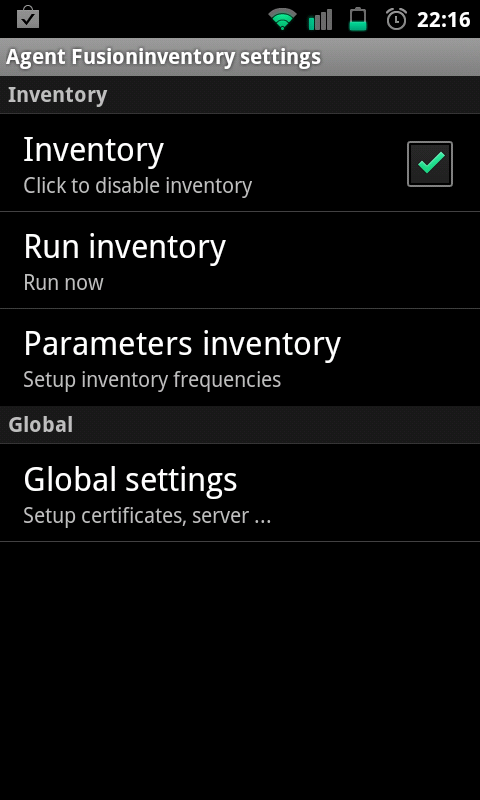 22:16
Agent Fusioninventory settings
Inventory
Inventory
Click to disable inventory
Run inventory
Run now
Parameters inventory
Setup inventory frequencies
Global
Global settings
Setup certificates, server ...